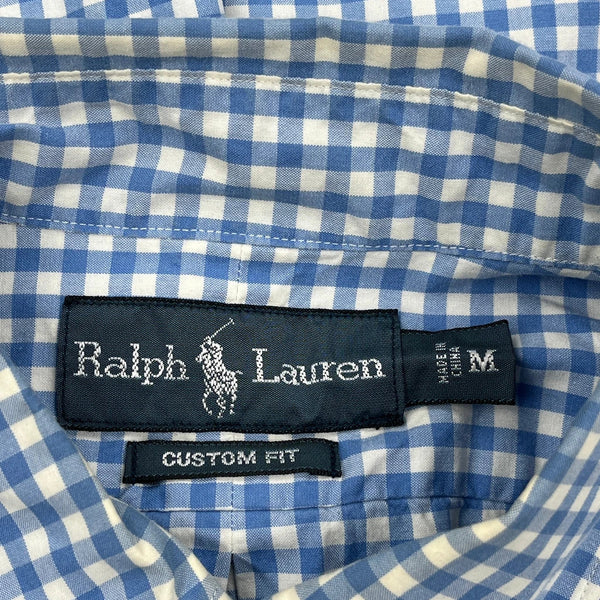 Ralph Lauren
MADE IN
CHINA
M
CUSTOM FIT